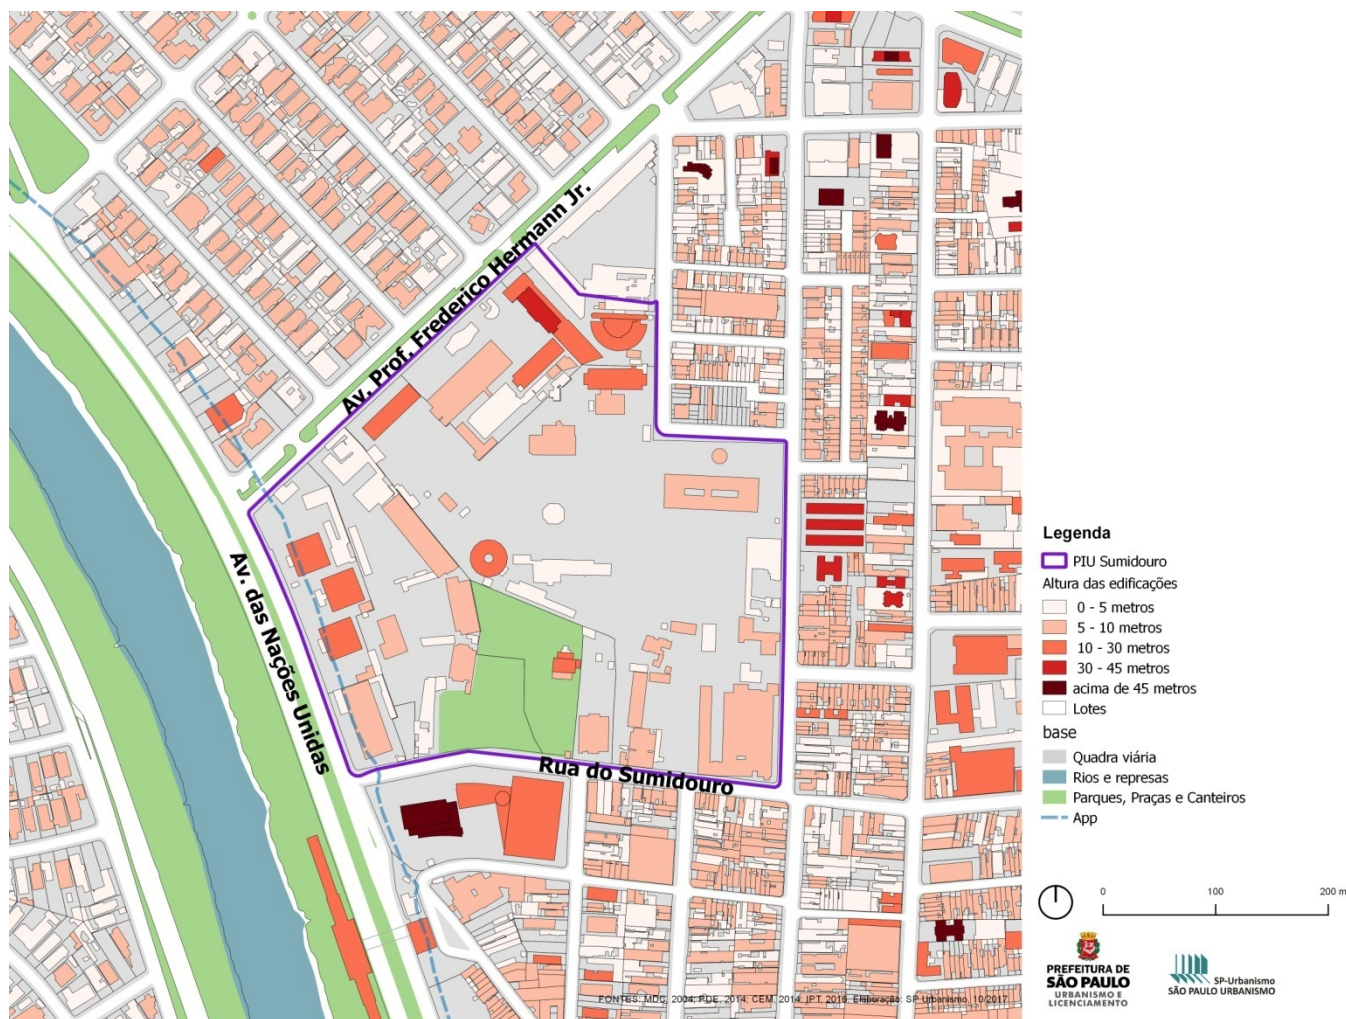 Av. Prof. Frederico Hermann Jr.
Av. das Nações Unidas
Rua do Sumidouro
Legenda
PIU Sumidouro
Altura das edificações
0 - 5 metros
5 - 10 metros
10 - 30 metros
30 - 45 metros
acima de 45 metros
Lotes
base
Quadra viária
Rios e represas
Parques, Praças e Canteiros
App
0 100 200 m
PREFEITURA DE
SÃO PAULO
URBANISMO E
LICENCIAMENTO
SP-Urbanismo
SÃO PAULO URBANISMO
FONTES: MDC, 2004; PDE, 2014; CEM, 2014; IPT, 2016. Elaboração: SP Urbanismo, 10/2017.